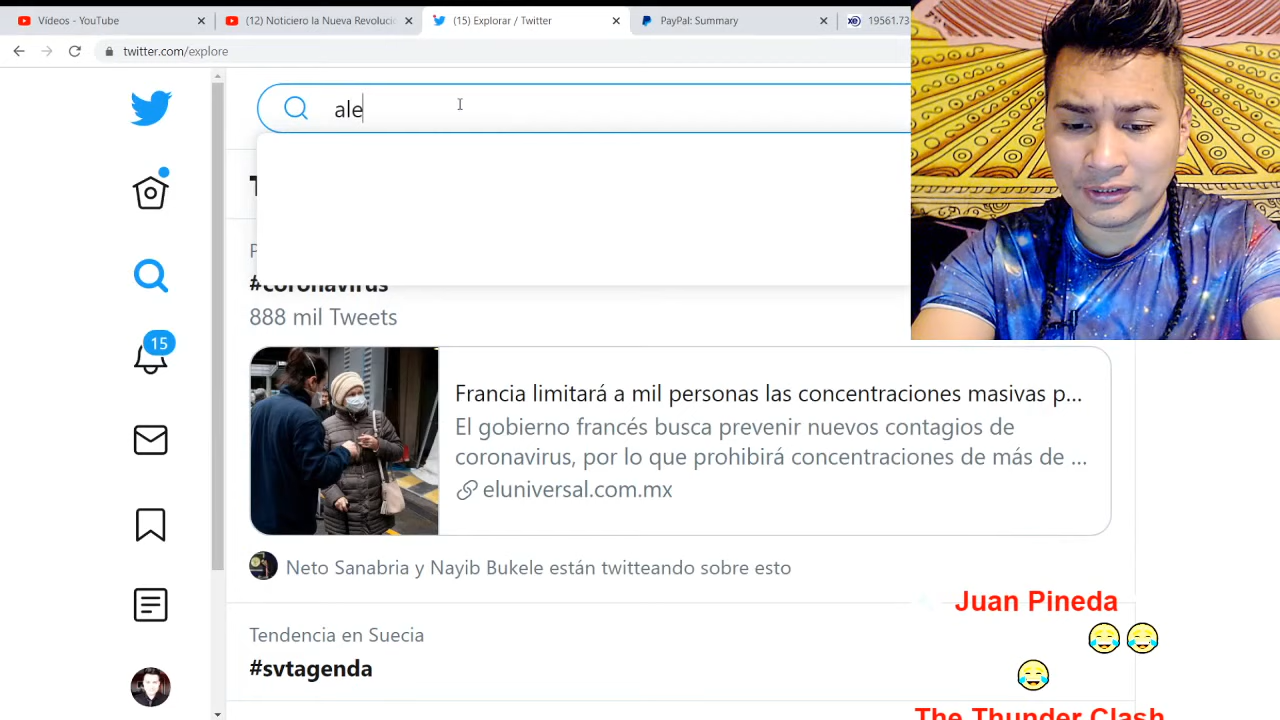 Vídeos - YouTube
(12) Noticiero la Nueva Revoluci
(15) Explorar / Twitter
PayPal: Summary
xe 19561.73
twitter.com/explore
ale
#coronavirus
888 mil Tweets
15
Francia limitará a mil personas las concentraciones masivas p...
El gobierno francés busca prevenir nuevos contagios de
coronavirus, por lo que prohibirá concentraciones de más de ...
eluniversal.com.mx
Neto Sanabria y Nayib Bukele están twitteando sobre esto
Juan Pineda
Tendencia en Suecia
#svtagenda
The Thunder Clash